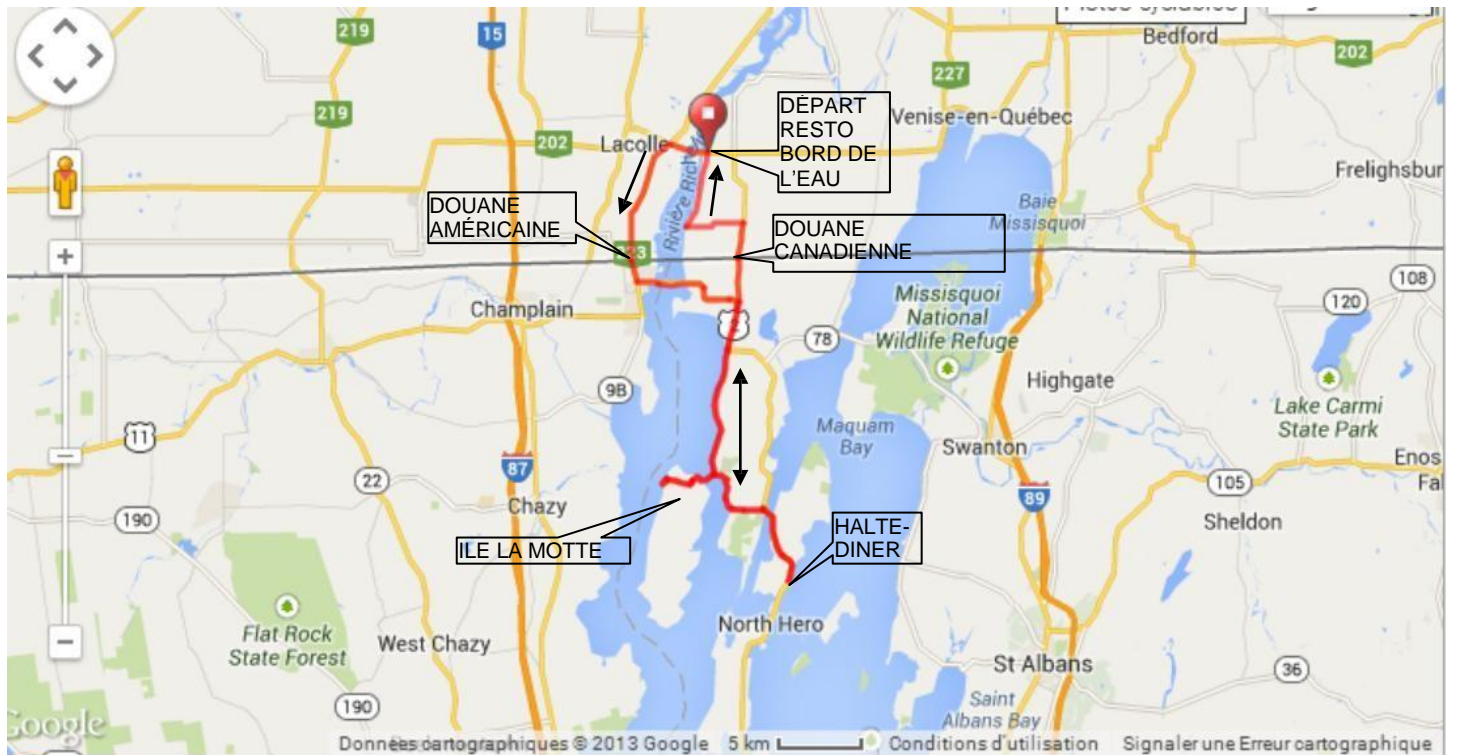 219
15
202
Bedford
227
219
DÉPART
RESTO
BORD DE
L'EAU
Venise-en-Québec
202
Lacolle
Frelighsbur
Rivière Riche
DOUANE
AMÉRICAINE
DOUANE
CANADIENNE
Baie
Missisquoi
108
Champlain
2
Missisquoi
National
Wildlife Refuge
120
78
9B
Highgate
Lake Carmi
State Park
11
Maquam
Bay
Swanton
87
22
Chazy
89
105
Enos
Fal
190
ILE LA MOTTE
HALTE-
DINER
Sheldon
Flat Rock
State Forest
West Chazy
North Hero
St Albans
36
190
Saint
Albans Bay
Google
Données cartographiques © 2013 Google 5 km Conditions d'utilisation Signaler une Erreur cartographique